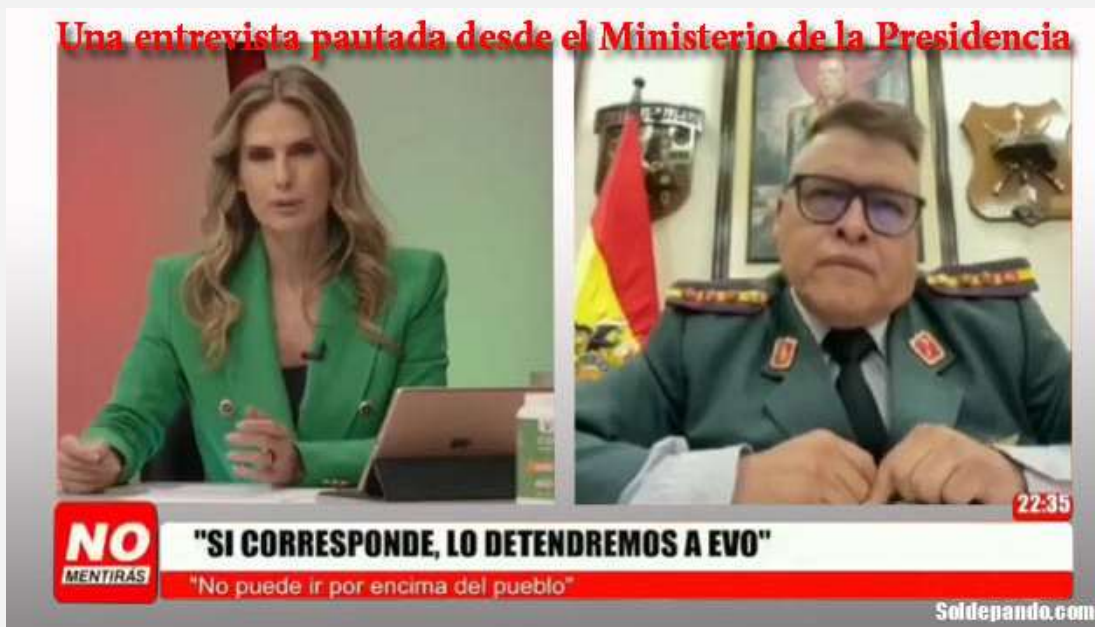 Una entrevista pautada desde el Ministerio de la Presidencia
22:35
NO
MENTIRÁS
"SI CORRESPONDE, LO DETENDREMOS A EVO"
"No puede ir por encima del pueblo"
Soldepando.com